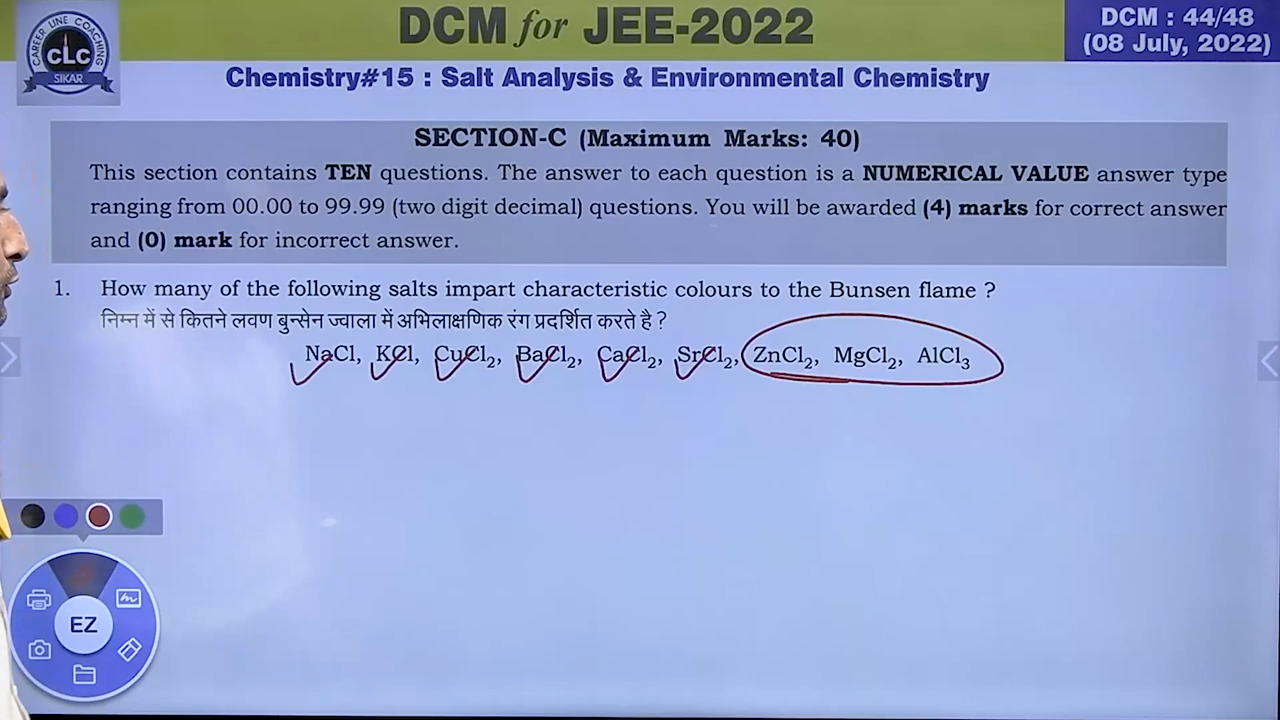 DCM for JEE-2022
DCM : 44/48
(08 July, 2022)
CAREER LINE COACHING
CLC
SIKAR
Chemistry#15 : Salt Analysis & Environmental Chemistry
SECTION-C (Maximum Marks: 40)
This section contains TEN questions. The answer to each question is a NUMERICAL VALUE answer type
ranging from 00.00 to 99.99 (two digit decimal) questions. You will be awarded (4) marks for correct answer
and (0) mark for incorrect answer.
1. How many of the following salts impart characteristic colours to the Bunsen flame ?
निम्न में से कितने लवण बुन्सेन ज्वाला में अभिलाक्षणिक रंग प्रदर्शित करते है ?
NaCl, KCl, CuCl₂, BaCl₂, CaCl₂, SrCl₂, ZnCl₂, MgCl₂, AlCl₃
EZ